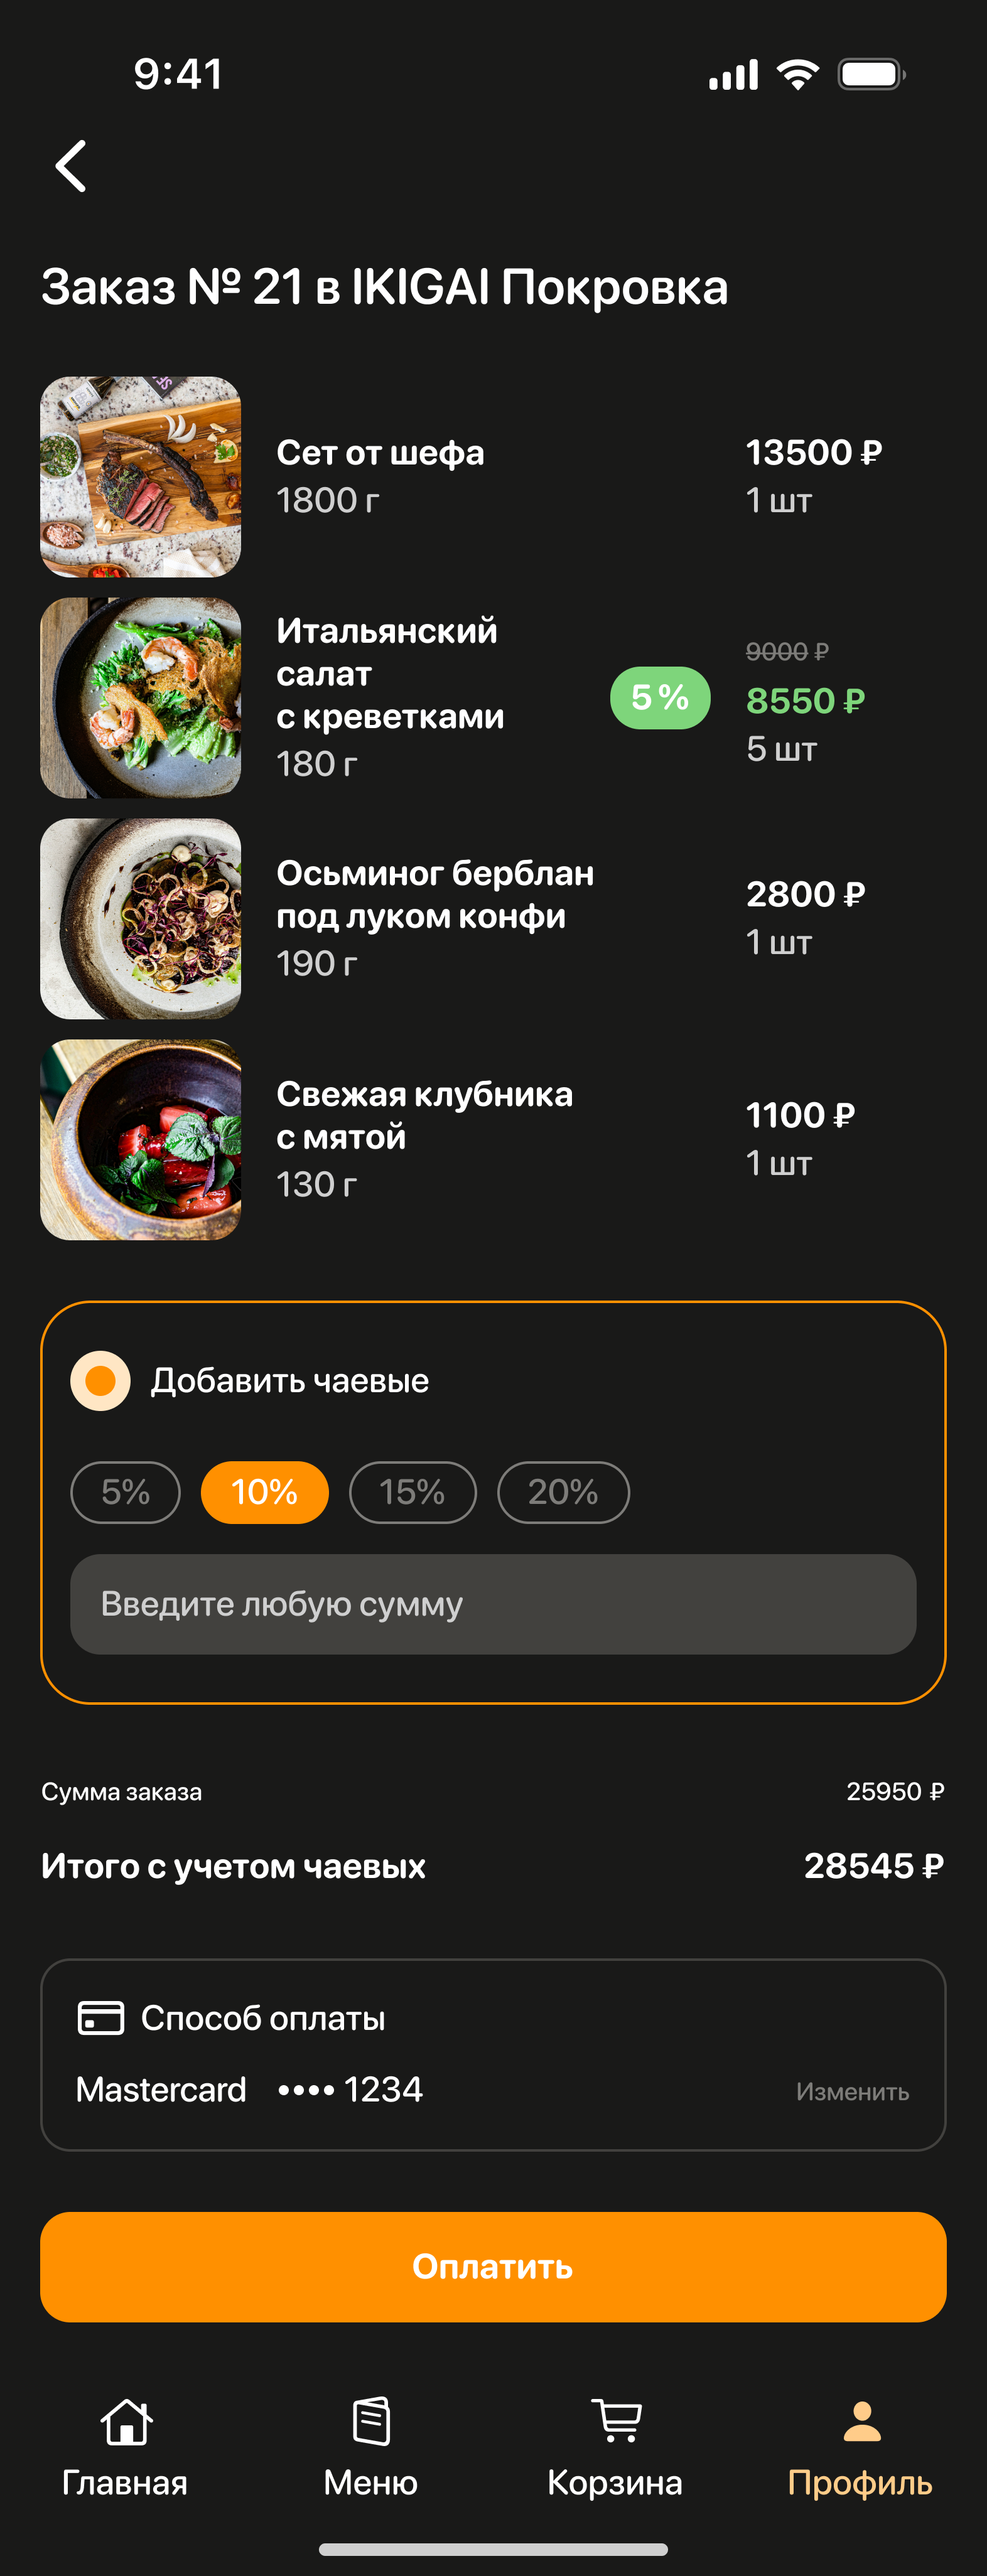 9:41
Заказ № 21 в IKIGAI Покровка
Сет от шефа
1800 г
13500 ₽
1 шт
Итальянский
салат
с креветками
180 г
5 %
9000 ₽
8550 ₽
5 шт
Осьминог берблан
под луком конфи
190 г
2800 ₽
1 шт
Свежая клубника
с мятой
130 г
1100 ₽
1 шт
Добавить чаевые
5% 10% 15% 20%
Введите любую сумму
Сумма заказа 25950 ₽
Итого с учетом чаевых 28545 ₽
Способ оплаты
Mastercard •••• 1234 Изменить
Оплатить
Главная Меню Корзина Профиль